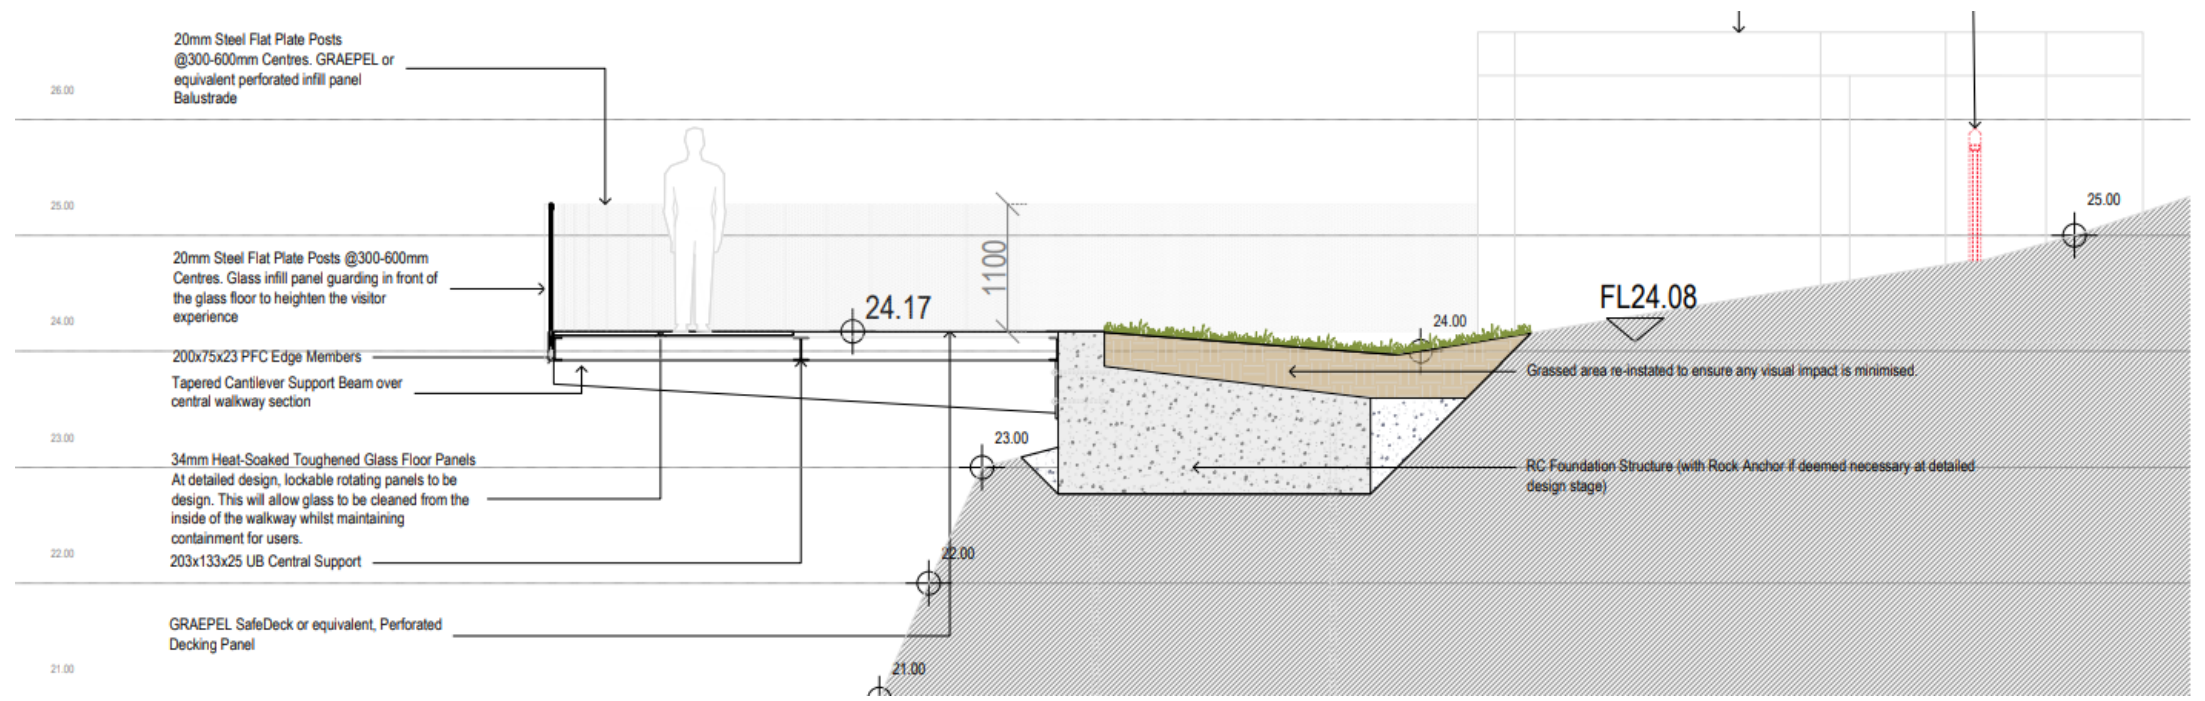 20mm Steel Flat Plate Posts
@300-600mm Centres. GRAEPEL or
equivalent perforated infill panel
Balustrade
26.00
25.00
20mm Steel Flat Plate Posts @300-600mm
Centres. Glass infill panel guarding in front of
the glass floor to heighten the visitor
experience
24.00
200x75x23 PFC Edge Members
Tapered Cantilever Support Beam over
central walkway section
23.00
34mm Heat-Soaked Toughened Glass Floor Panels
At detailed design, lockable rotating panels to be
design. This will allow glass to be cleaned from the
inside of the walkway whilst maintaining
containment for users.
22.00
203x133x25 UB Central Support
GRAEPEL SafeDeck or equivalent, Perforated
Decking Panel
21.00
1100
24.17
24.00
FL24.08
25.00
23.00
22.00
21.00
Grassed area re-instated to ensure any visual impact is minimised.
RC Foundation Structure (with Rock Anchor if deemed necessary at detailed
design stage)